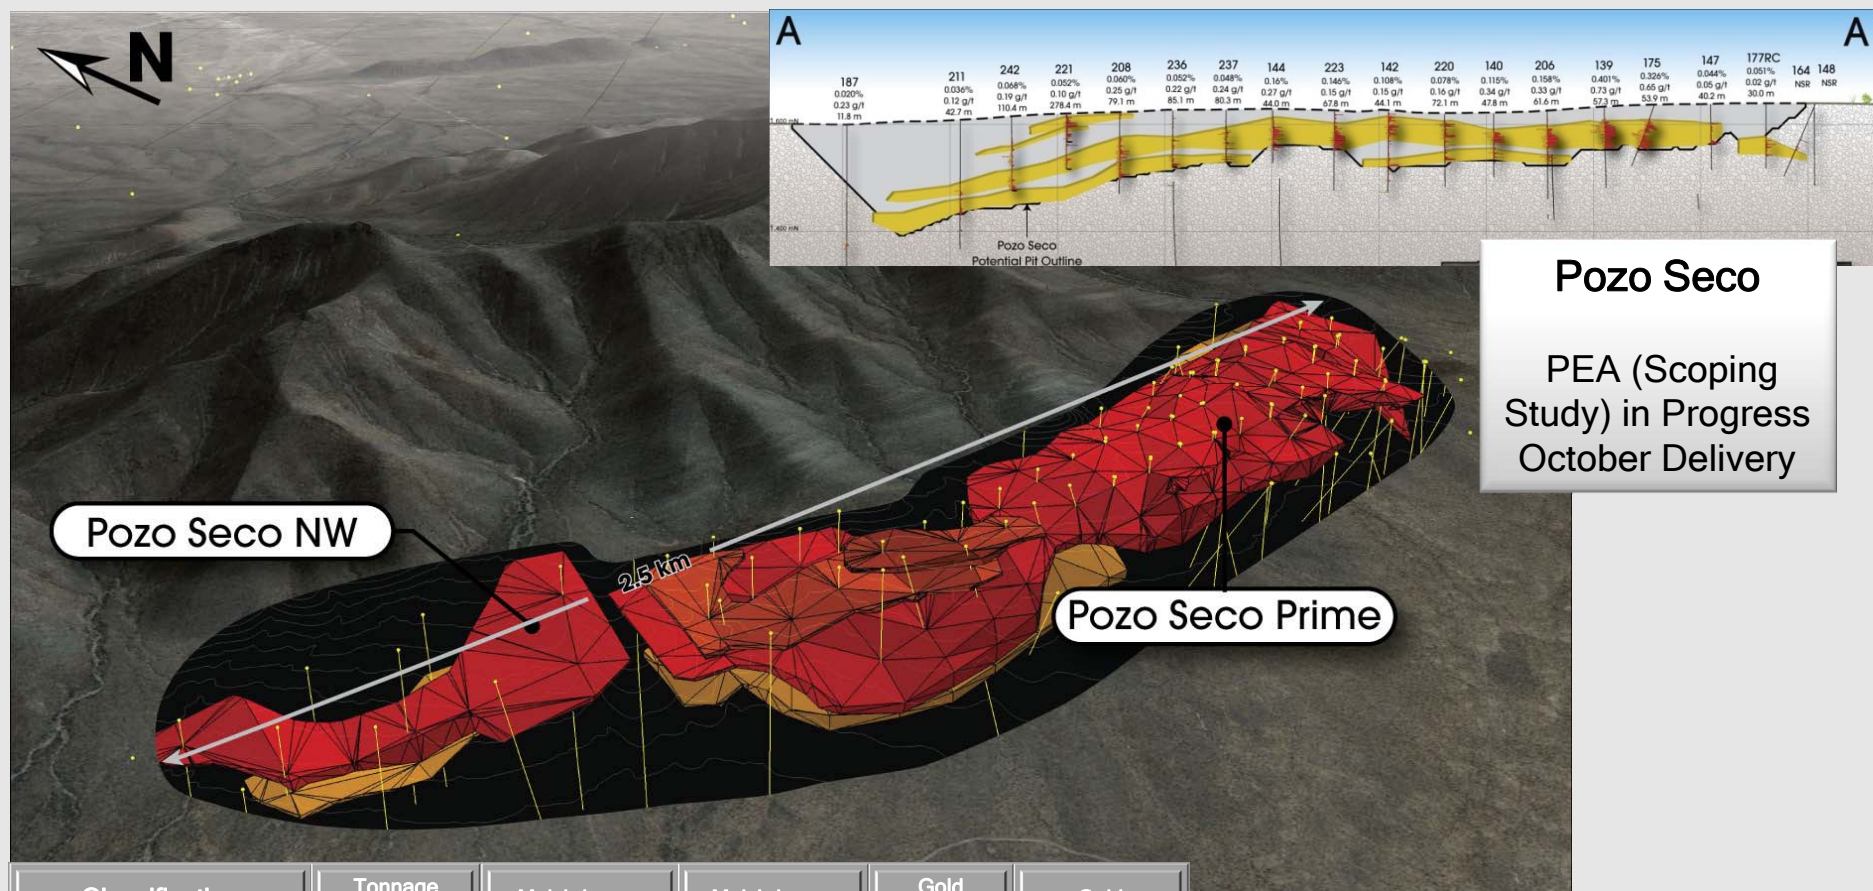 N
A
A
187
0.020%
0.23 g/t
11.8 m
211
0.036%
0.12 g/t
42.7 m
242
0.068%
0.19 g/t
110.4 m
221
0.052%
0.10 g/t
278.4 m
208
0.060%
0.25 g/t
79.1 m
236
0.052%
0.22 g/t
85.1 m
237
0.048%
0.24 g/t
80.3 m
144
0.16%
0.27 g/t
44.0 m
223
0.146%
0.15 g/t
67.8 m
142
0.108%
0.15 g/t
44.1 m
220
0.078%
0.16 g/t
72.1 m
140
0.115%
0.34 g/t
47.8 m
206
0.158%
0.33 g/t
61.6 m
139
0.401%
0.73 g/t
57.3 m
175
0.326%
0.65 g/t
53.9 m
147
0.044%
0.05 g/t
40.2 m
177RC
0.051%
0.02 g/t
30.0 m
164
NSR
148
NSR
1,400 mN
Pozo Seco
Potential Pit Outline
Pozo Seco
PEA (Scoping
Study) in Progress
October Delivery
Pozo Seco NW
2.5 km
Pozo Seco Prime
Tonnage
Gold